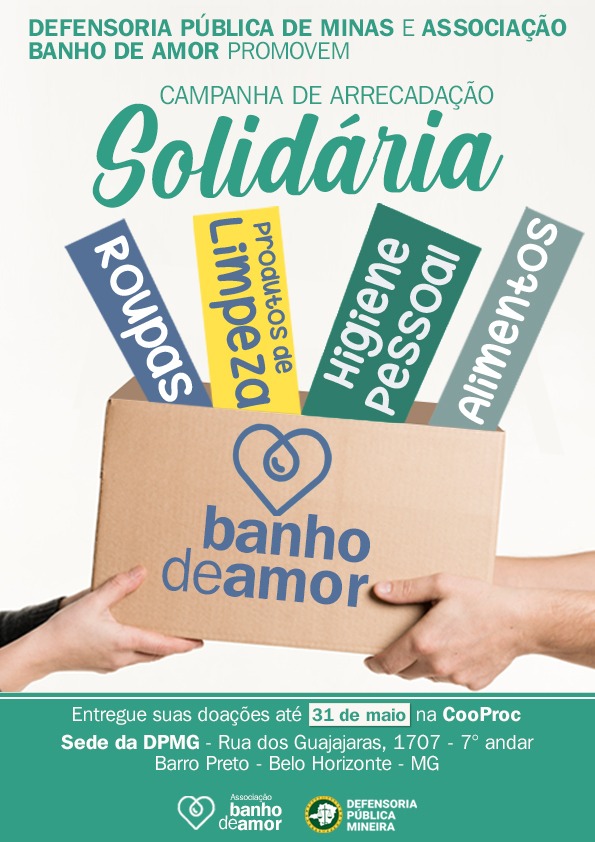 DEFENSORIA PÚBLICA DE MINAS E ASSOCIAÇÃO
BANHO DE AMOR PROMOVEM
CAMPANHA DE ARRECADAÇÃO
Solidária
Roupas
Produtos de
Limpeza
Higiene
Pessoal
Alimentos
banho
deamor
Entregue suas doações até 31 de maio na CooProc
Sede da DPMG - Rua dos Guajajaras, 1707 - 7° andar
Barro Preto - Belo Horizonte - MG
Associação
banho
deamor
DEFENSORIA
PÚBLICA
MINEIRA